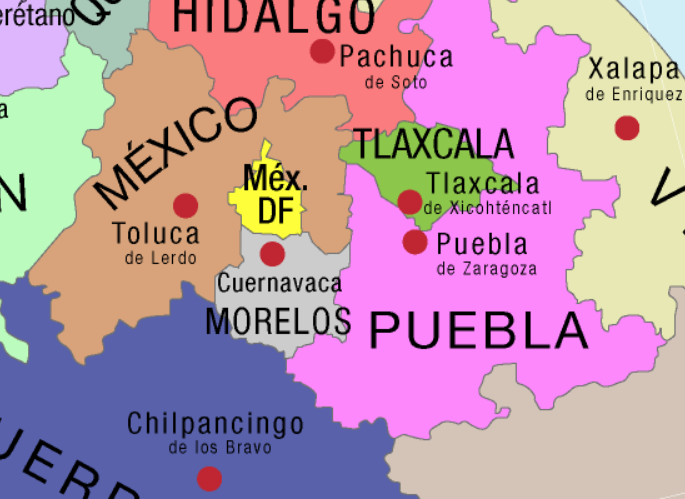 HIDALGO
Pachuca
de Soto
Xalapa
de Enríquez
MÉXICO
TLAXCALA
Méx.
DF
Tlaxcala
de Xicohténcatl
Toluca
de Lerdo
Puebla
de Zaragoza
Cuernavaca
MORELOS
PUEBLA
Chilpancingo
de los Bravo